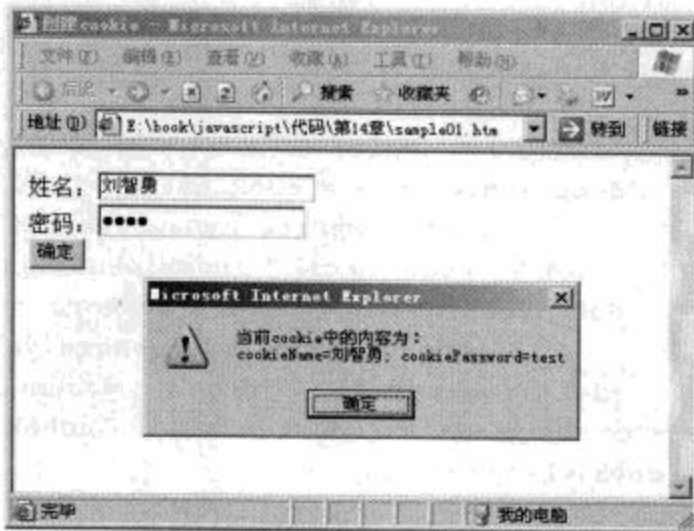 创建cookie - Microsoft Internet Explorer
文件(F) 编辑(E) 查看(V) 收藏(A) 工具(T) 帮助(H)
后退 搜索 收藏夹
地址(D) E:\book\javascript\代码\第14章\sample01.htm 转到 链接
姓名：刘智勇
密码：●●●●
确定
Microsoft Internet Explorer
当前cookie中的内容为：
cookieName=刘智勇; cookiePassword=test
确定
完毕 我的电脑